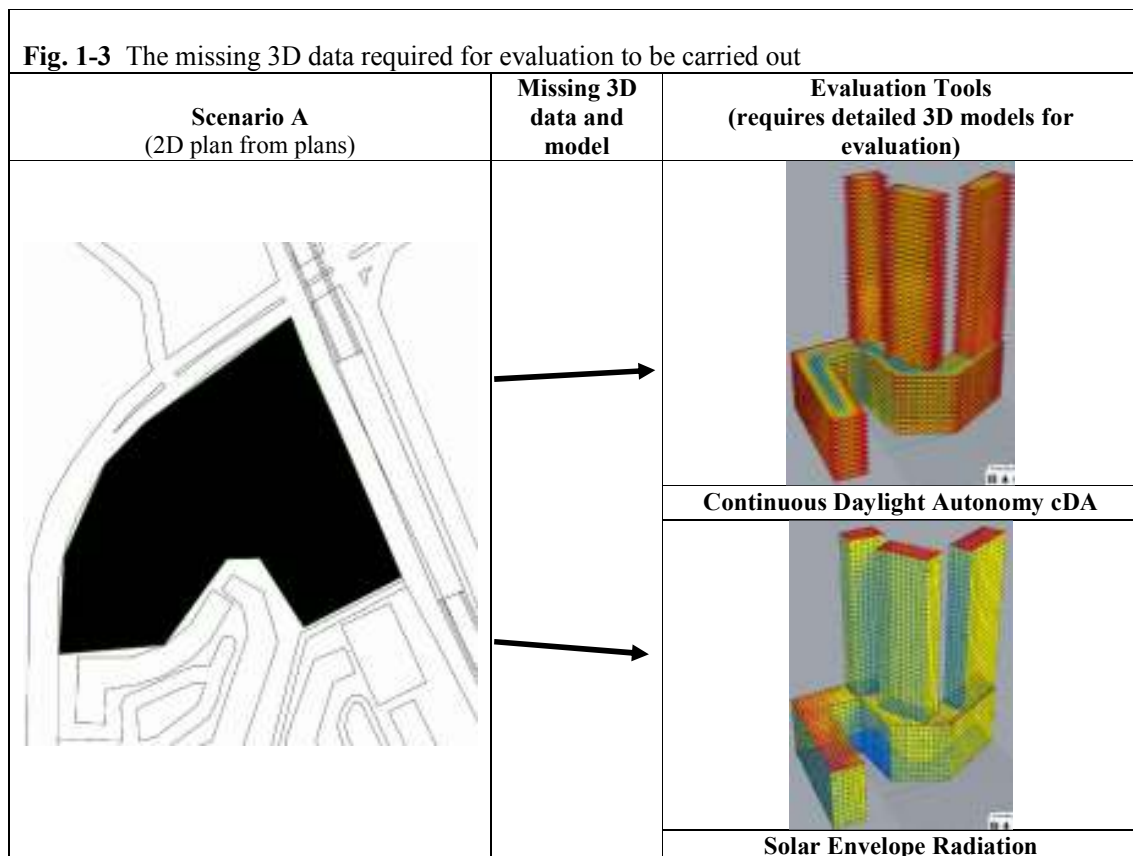 Fig. 1-3 The missing 3D data required for evaluation to be carried out
Scenario A
(2D plan from plans)
Missing 3D
data and
model
Evaluation Tools
(requires detailed 3D models for
evaluation)
Continuous Daylight Autonomy cDA
Solar Envelope Radiation